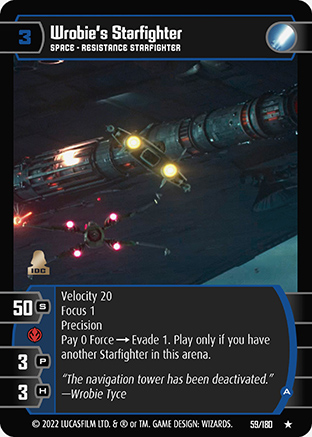 3 Wrobie's Starfighter
SPACE - RESISTANCE STARFIGHTER
IDC
50 S
3 P
3 H
Velocity 20
Focus 1
Precision
Pay 0 Force → Evade 1. Play only if you have
another Starfighter in this arena.
"The navigation tower has been deactivated."
—Wrobie Tyce
A
© 2022 LUCASFILM LTD. & ® or TM. GAME DESIGN: WIZARDS. 59/180 ★